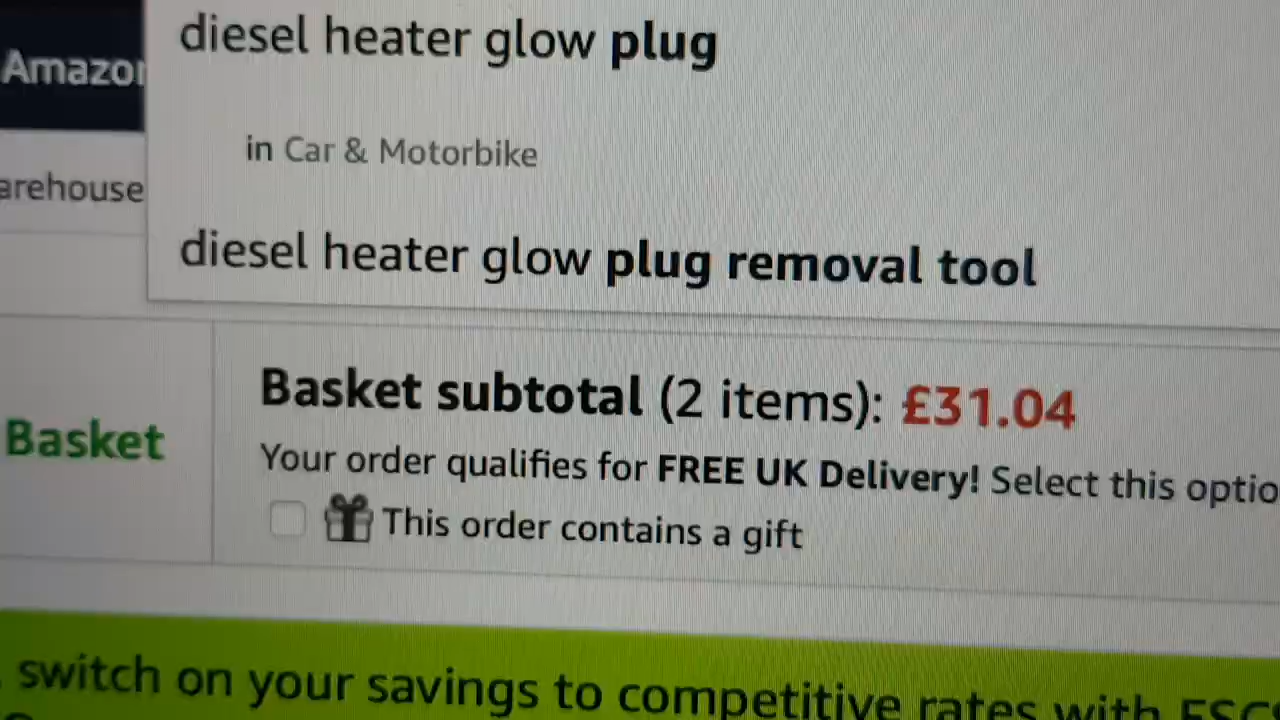 diesel heater glow plug
Amazon
in Car & Motorbike
arehouse
diesel heater glow plug removal tool
Basket subtotal (2 items): £31.04
Basket
Your order qualifies for FREE UK Delivery! Select this optio
This order contains a gift
switch on your savings to competitive rates with